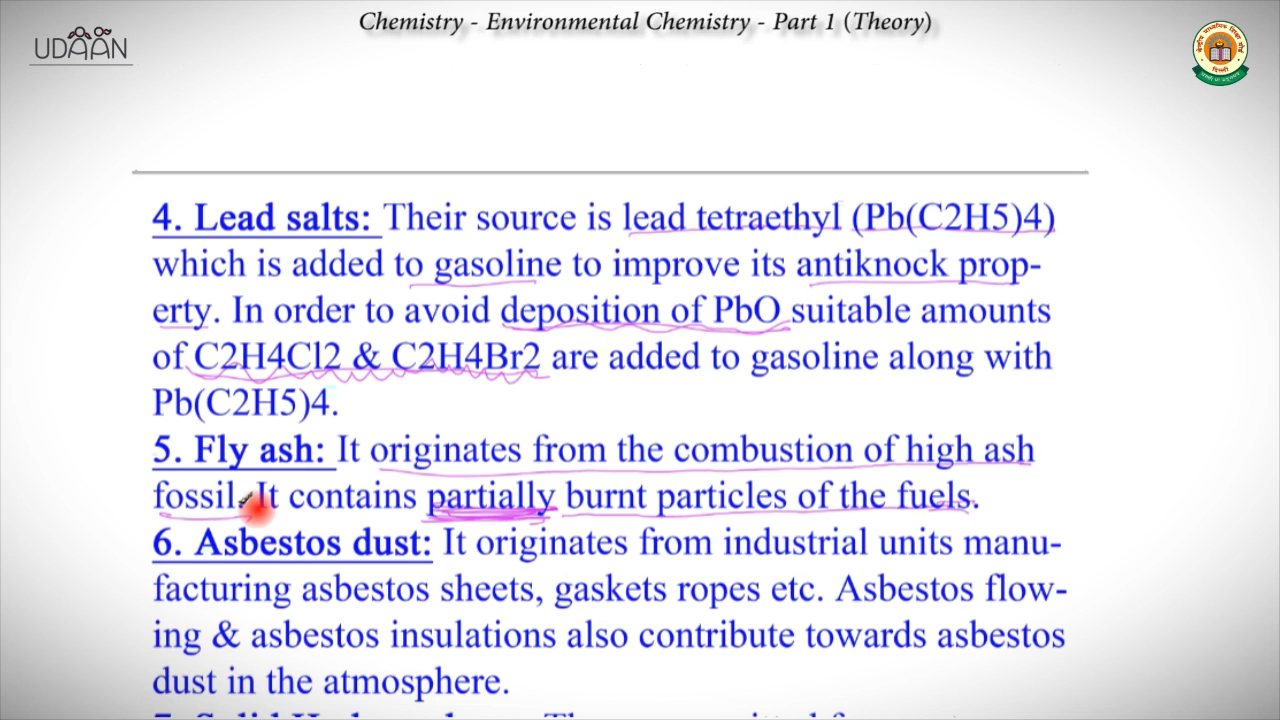 Chemistry - Environmental Chemistry - Part 1 (Theory)
UDAAN
4. Lead salts: Their source is lead tetraethyl (Pb(C2H5)4)
which is added to gasoline to improve its antiknock prop-
erty. In order to avoid deposition of PbO suitable amounts
of C2H4Cl2 & C2H4Br2 are added to gasoline along with
Pb(C2H5)4.
5. Fly ash: It originates from the combustion of high ash
fossil. It contains partially burnt particles of the fuels.
6. Asbestos dust: It originates from industrial units manu-
facturing asbestos sheets, gaskets ropes etc. Asbestos flow-
ing & asbestos insulations also contribute towards asbestos
dust in the atmosphere.